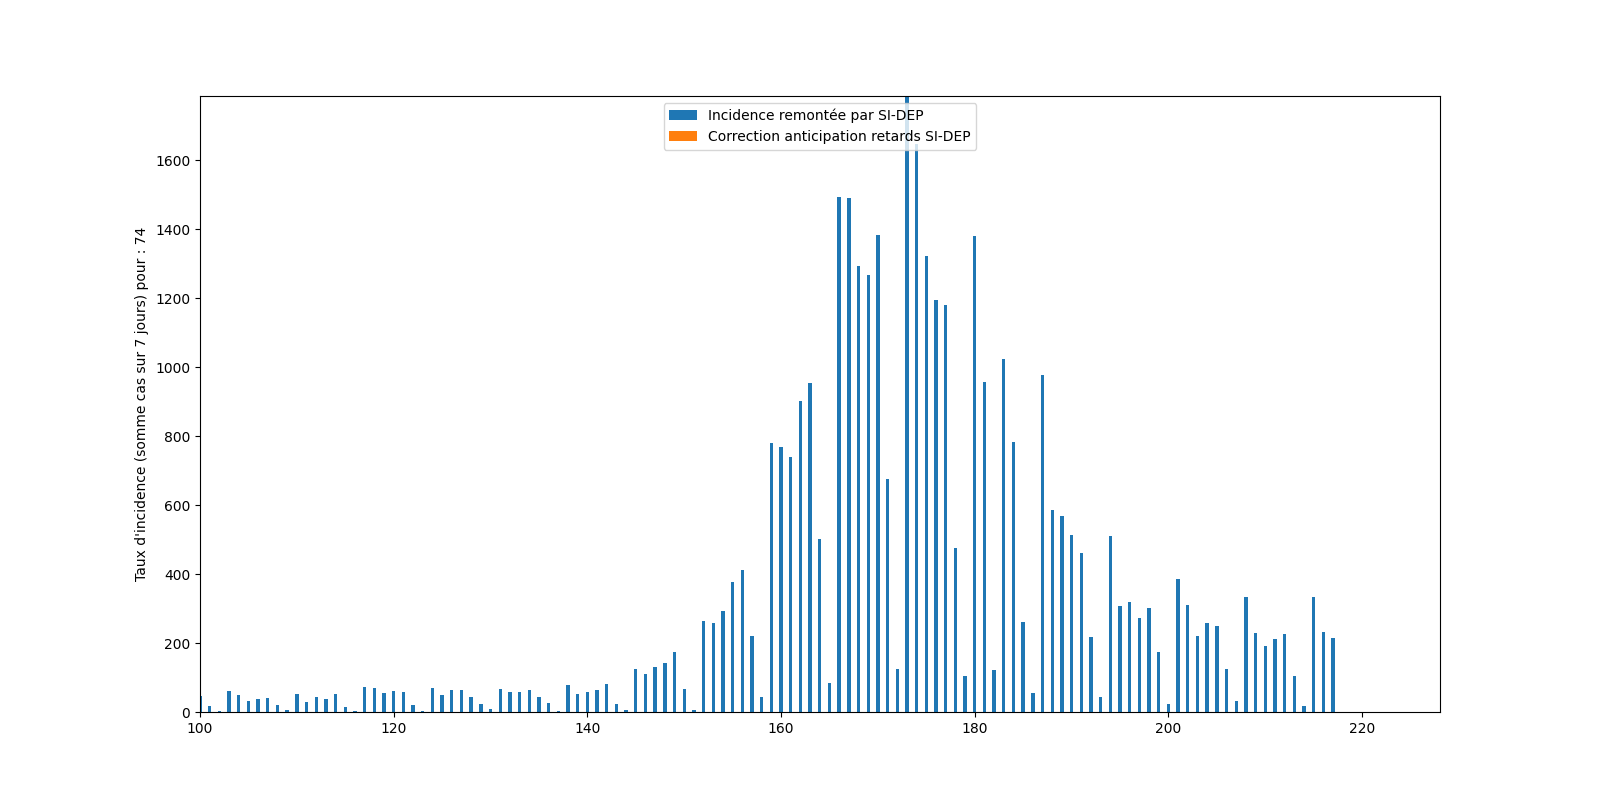 Incidence remontée par SI-DEP
Correction anticipation retards SI-DEP
Taux d'incidence (somme cas sur 7 jours) pour : 74
1600
1400
1200
1000
800
600
400
200
0
100 120 140 160 180 200 220